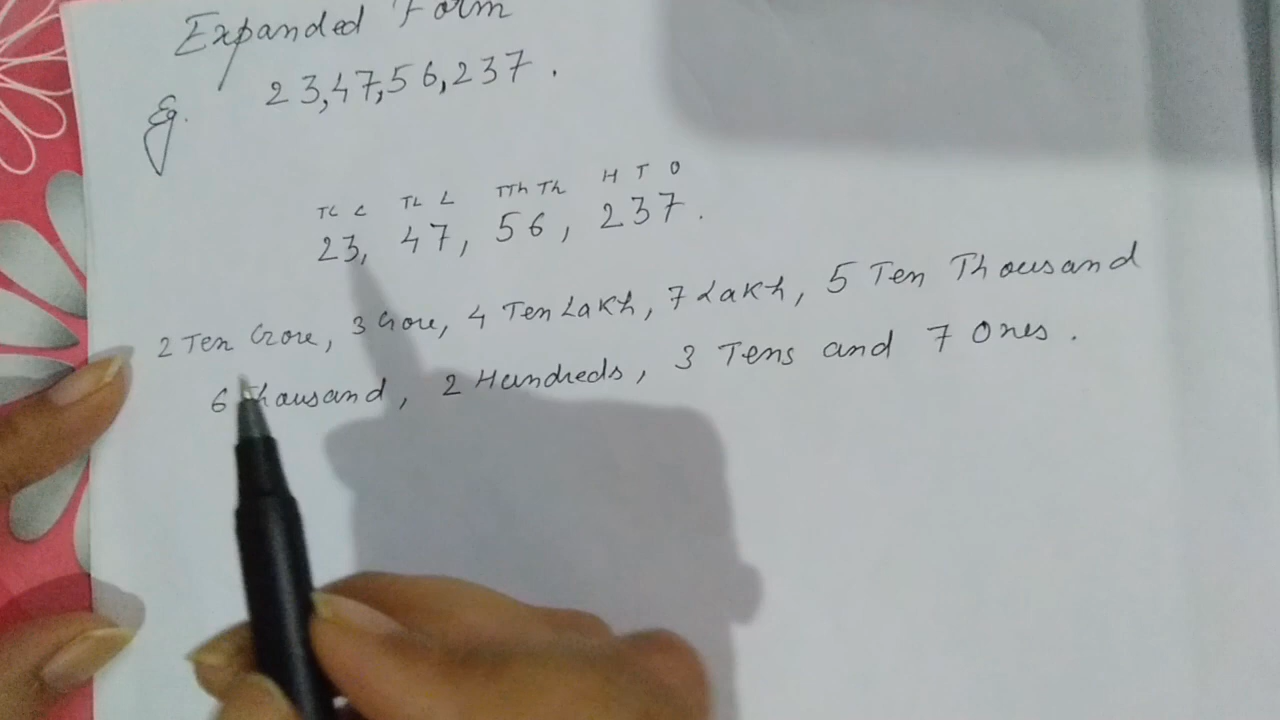 Expanded Form
Eg. 23,47,56,237.
TC C TL L TTh Th H T O
23, 47, 56, 237.
2 Ten Crore, 3 Crore, 4 Ten Lakh, 7 Lakh, 5 Ten Thousand
6 Thousand, 2 Hundreds, 3 Tens and 7 Ones.